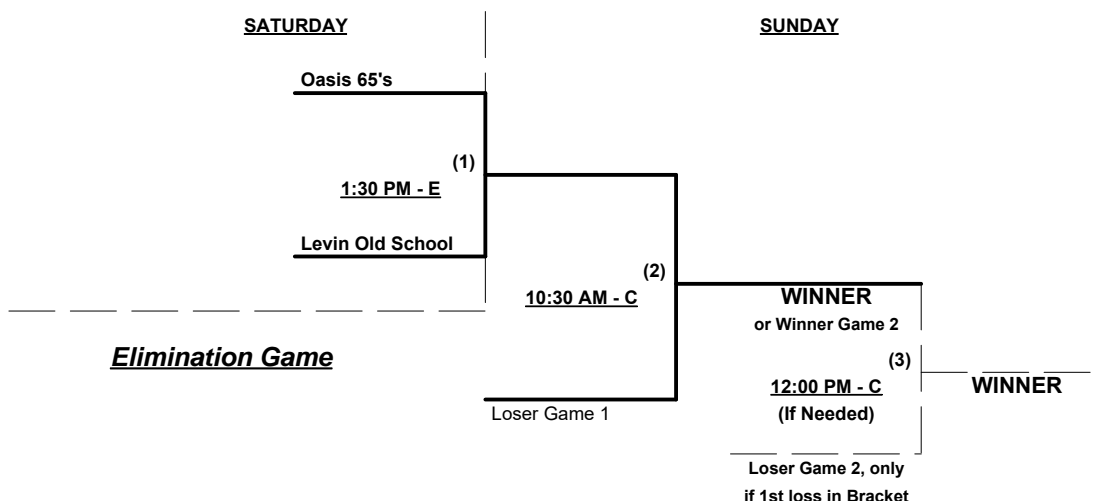 SATURDAY
SUNDAY
Oasis 65's
(1)
1:30 PM - E
Levin Old School
(2)
10:30 AM - C
WINNER
or Winner Game 2
Elimination Game
(3)
12:00 PM - C
WINNER
(If Needed)
Loser Game 1
Loser Game 2, only
if 1st loss in Bracket